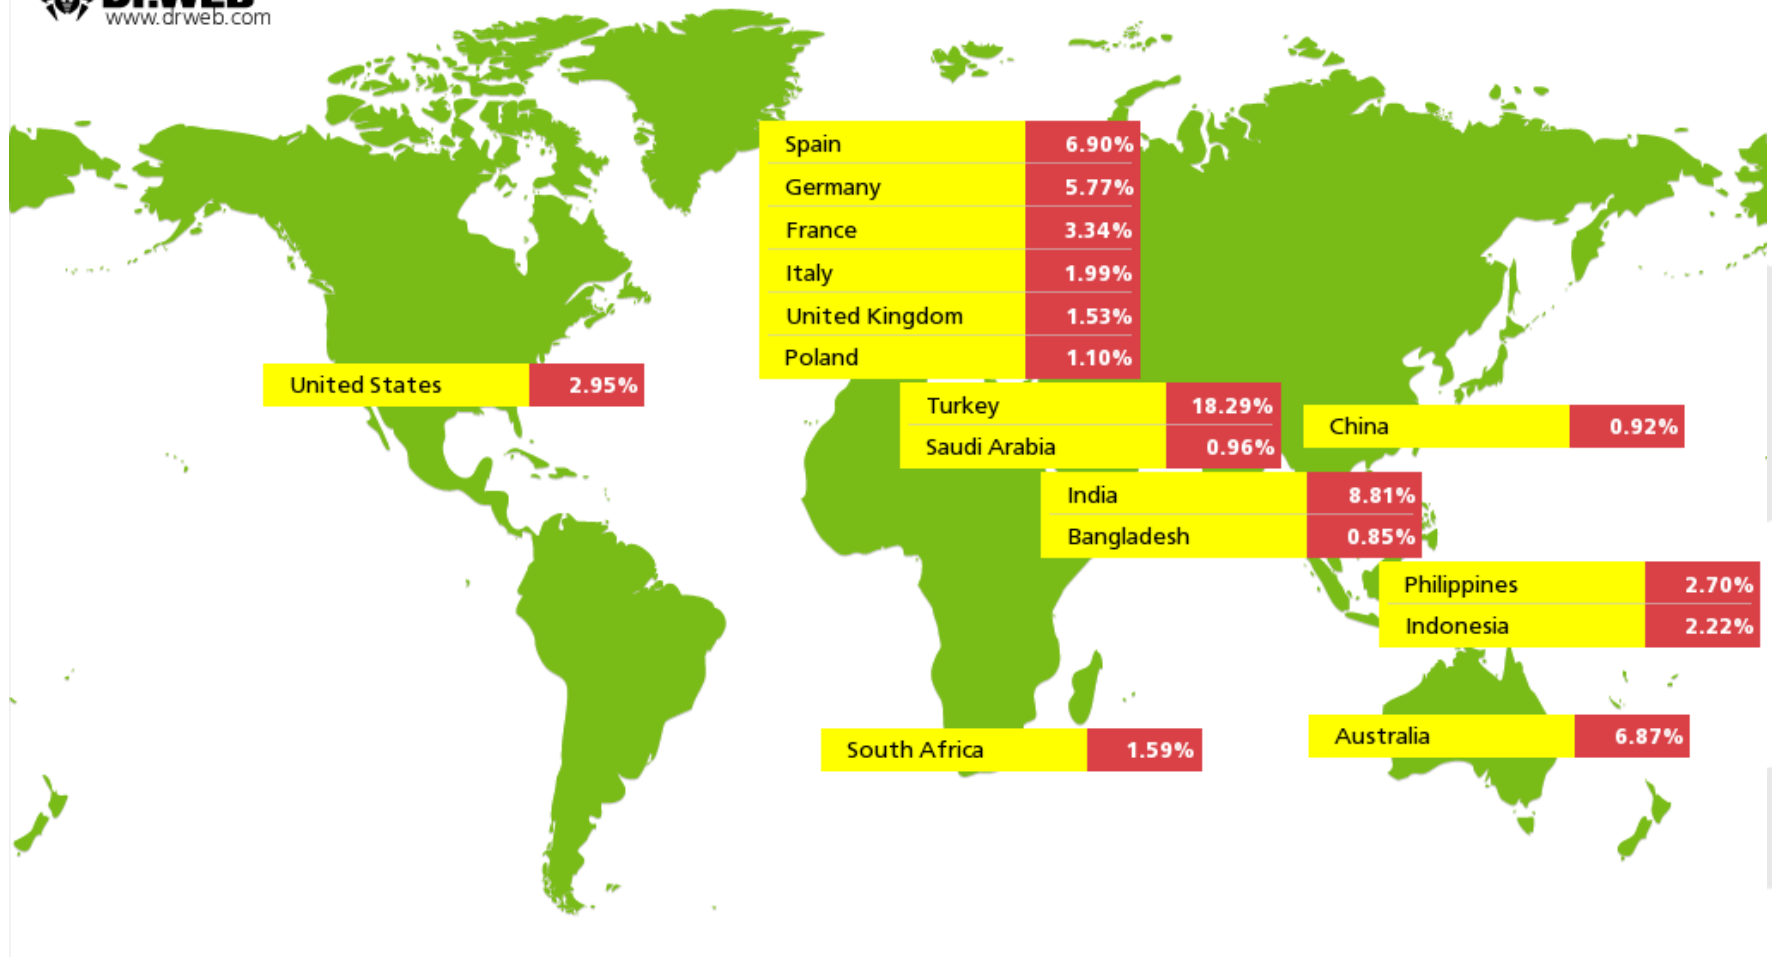 Dr.WEB
www.drweb.com
Spain 6.90%
Germany 5.77%
France 3.34%
Italy 1.99%
United Kingdom 1.53%
Poland 1.10%
United States 2.95%
Turkey 18.29%
Saudi Arabia 0.96%
China 0.92%
India 8.81%
Bangladesh 0.85%
Philippines 2.70%
Indonesia 2.22%
South Africa 1.59%
Australia 6.87%